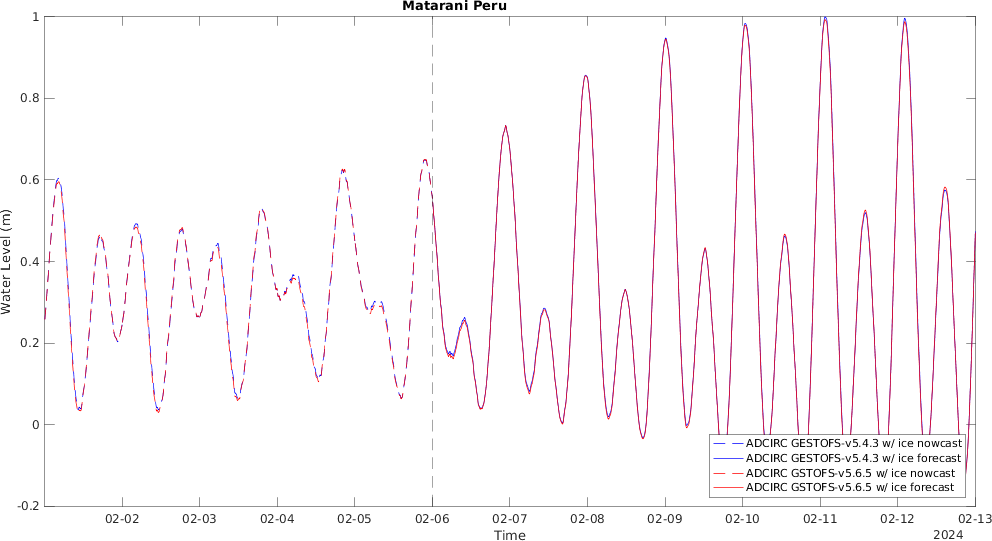 Matarani Peru
1
0.8
0.6
0.4
0.2
0
-0.2
Water Level (m)
ADCIRC GESTOFS-v5.4.3 w/ ice nowcast
ADCIRC GESTOFS-v5.4.3 w/ ice forecast
ADCIRC GSTOFS-v5.6.5 w/ ice nowcast
ADCIRC GSTOFS-v5.6.5 w/ ice forecast
02-02 02-03 02-04 02-05 02-06 02-07 02-08 02-09 02-10 02-11 02-12 02-13
Time
2024